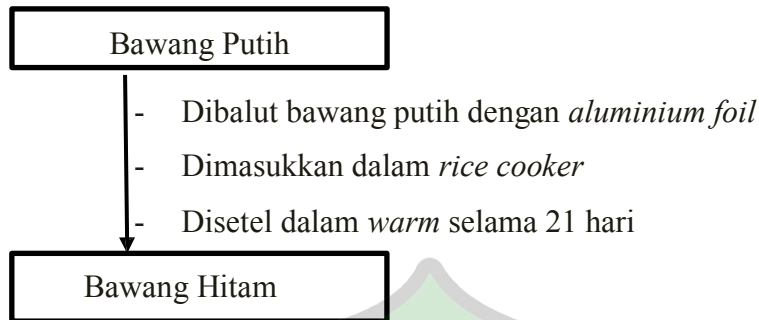 Bawang Putih
- Dibalut bawang putih dengan aluminium foil
- Dimasukkan dalam rice cooker
- Disetel dalam warm selama 21 hari
Bawang Hitam